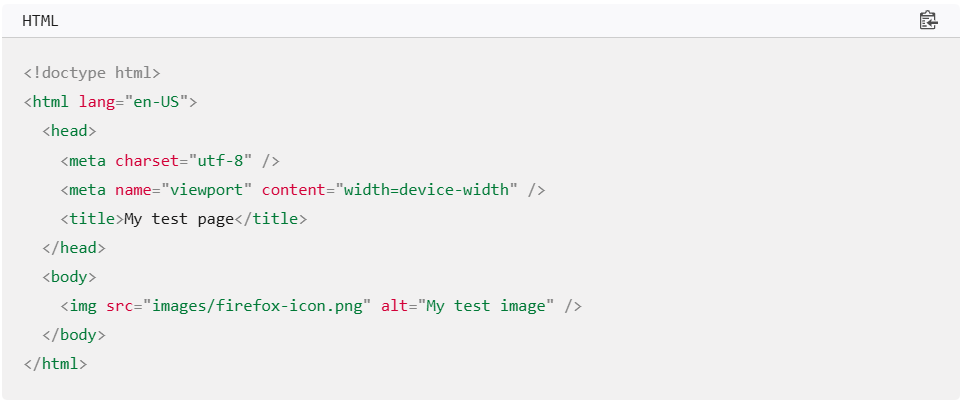 HTML
<!doctype html>
<html lang="en-US">
  <head>
    <meta charset="utf-8" />
    <meta name="viewport" content="width=device-width" />
    <title>My test page</title>
  </head>
  <body>
    <img src="images/firefox-icon.png" alt="My test image" />
  </body>
</html>